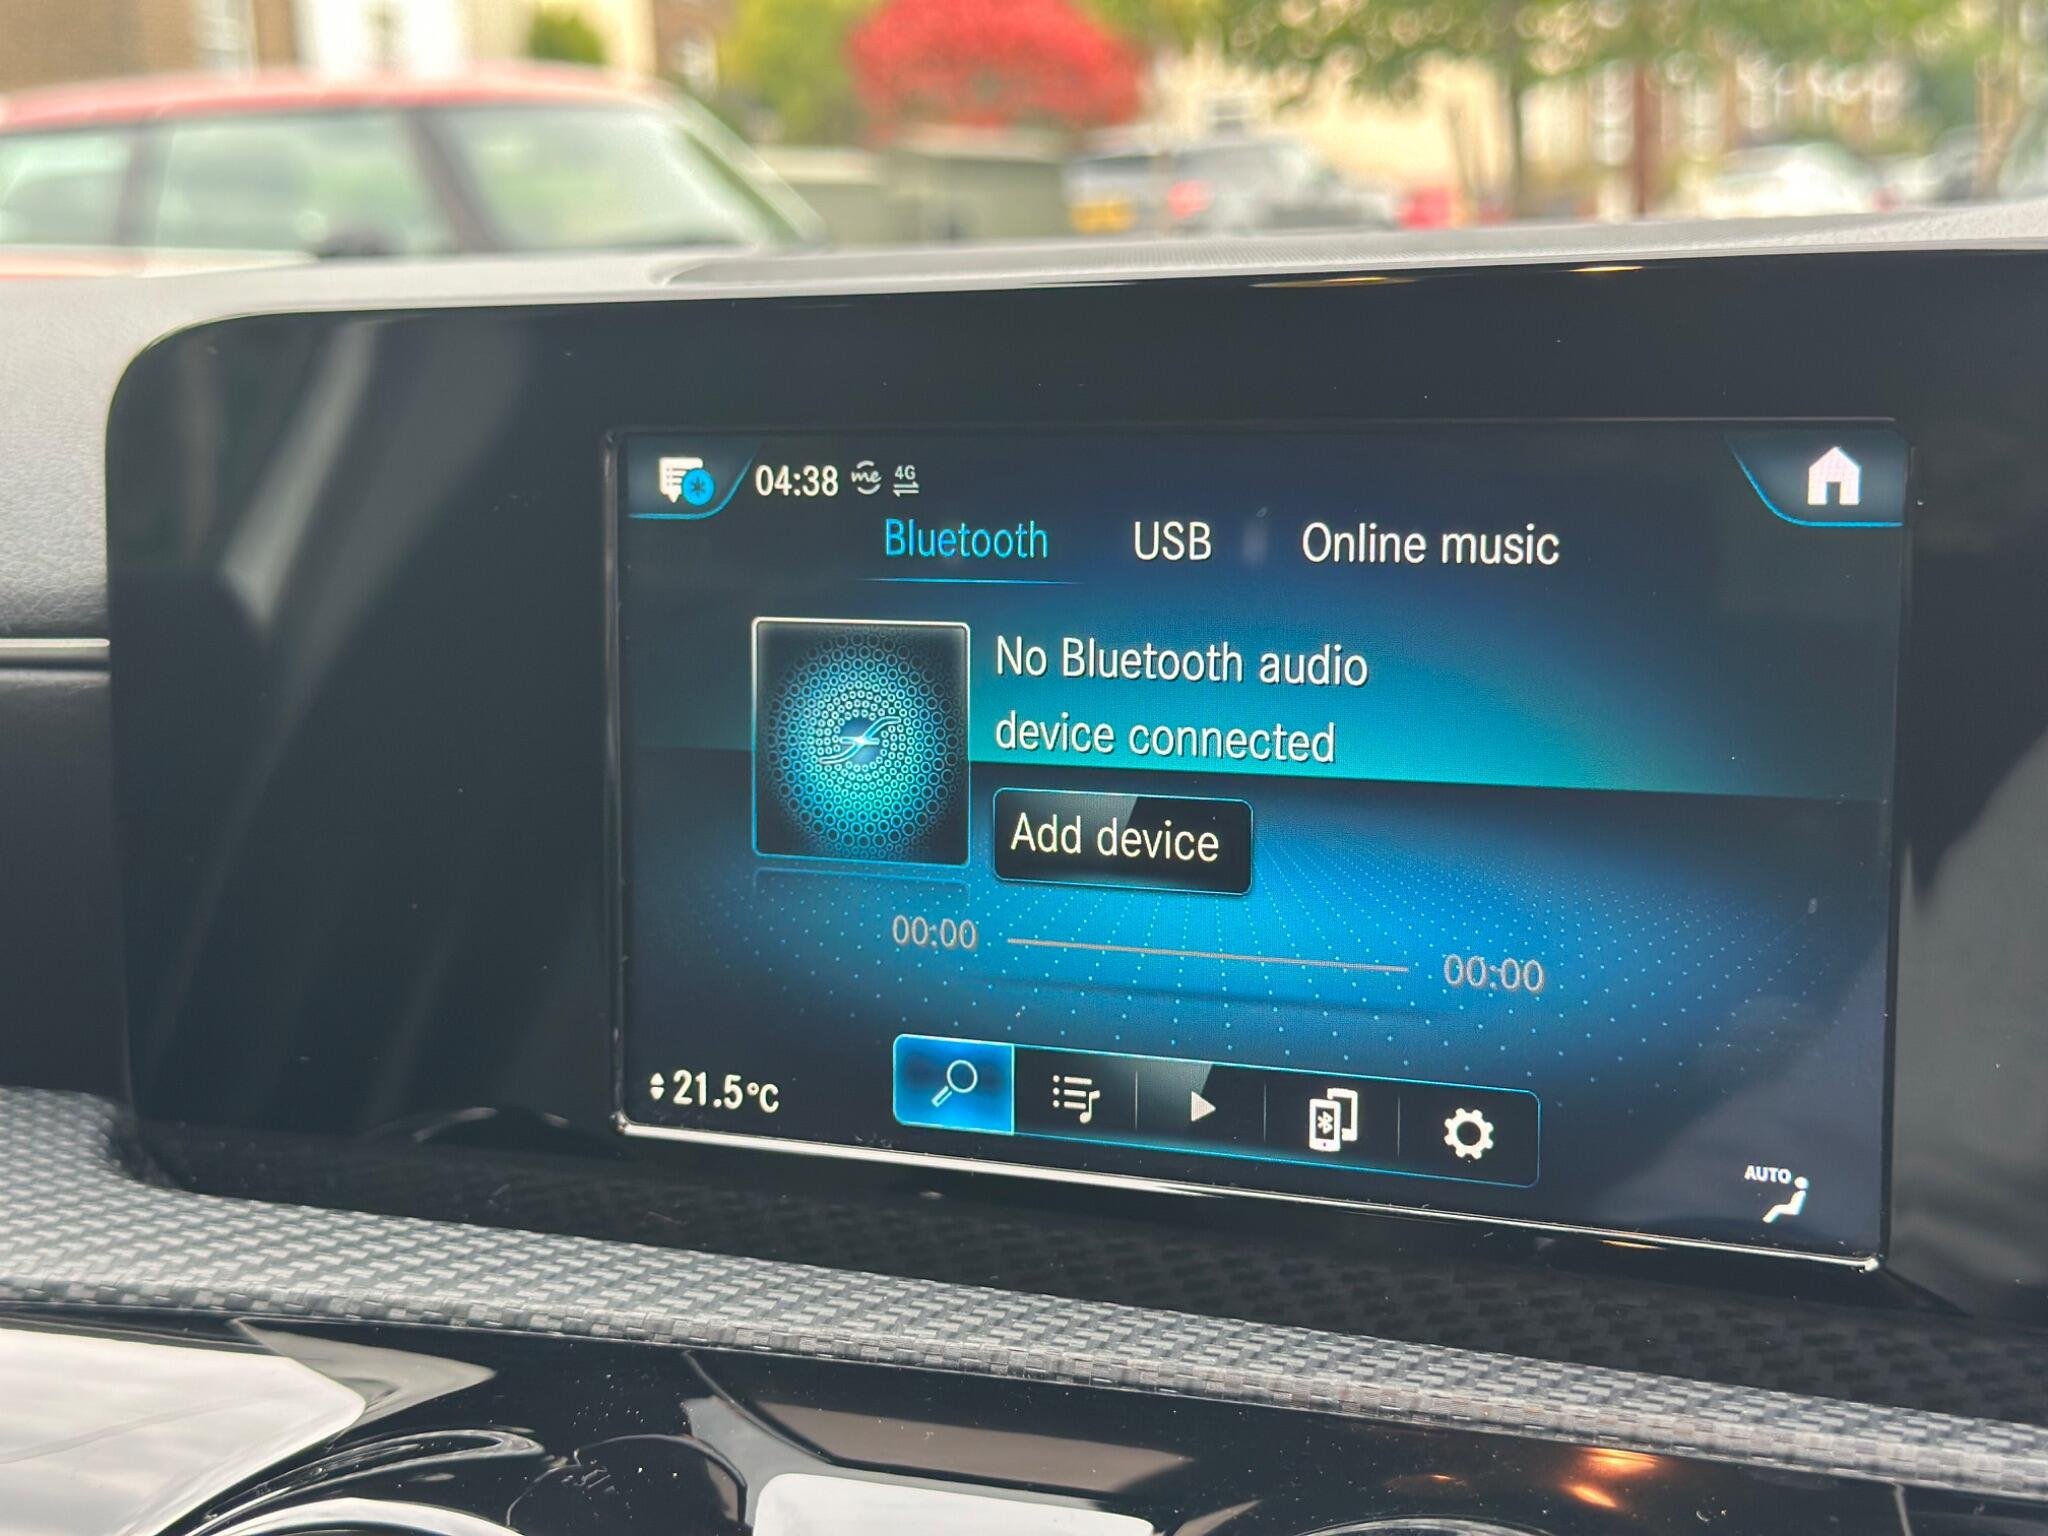 04:38 me 4G
Bluetooth USB Online music
No Bluetooth audio
device connected
Add device
00:00 00:00
21.5°C
AUTO